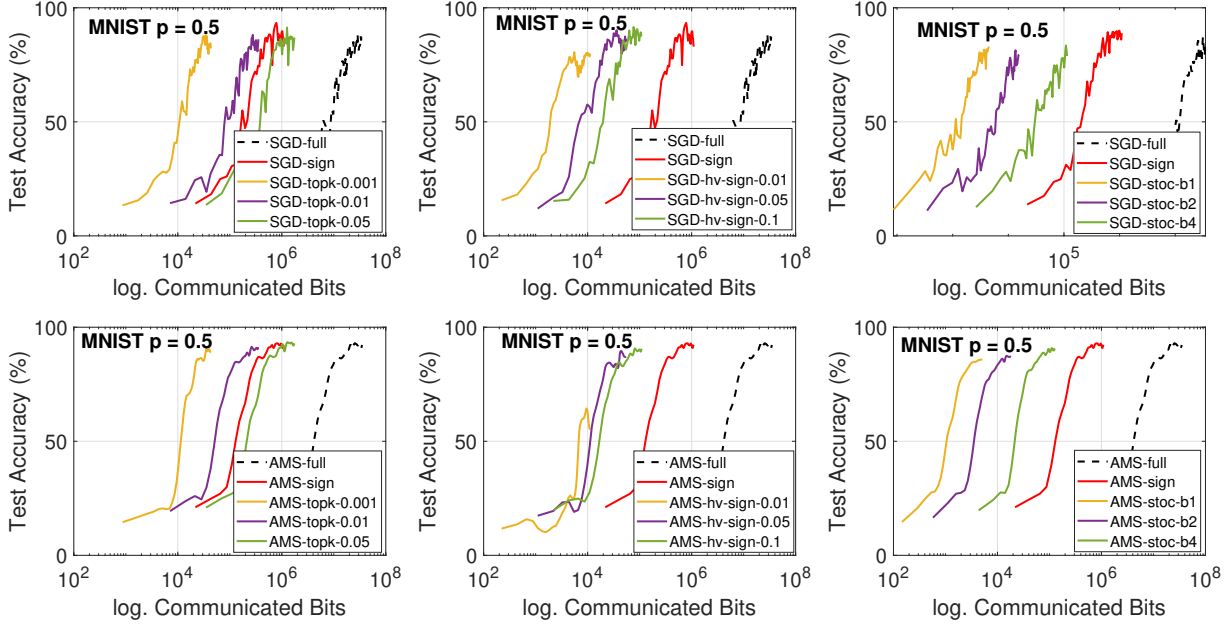 MNIST p = 0.5
Test Accuracy (%)
100
50
0
SGD-full
SGD-sign
SGD-topk-0.001
SGD-topk-0.01
SGD-topk-0.05
10^2 10^4 10^6 10^8
log. Communicated Bits
MNIST p = 0.5
Test Accuracy (%)
100
50
0
SGD-full
SGD-sign
SGD-hv-sign-0.01
SGD-hv-sign-0.05
SGD-hv-sign-0.1
10^2 10^4 10^6 10^8
log. Communicated Bits
MNIST p = 0.5
Test Accuracy (%)
100
50
0
SGD-full
SGD-sign
SGD-stoc-b1
SGD-stoc-b2
SGD-stoc-b4
10^5
log. Communicated Bits
MNIST p = 0.5
Test Accuracy (%)
100
50
0
AMS-full
AMS-sign
AMS-topk-0.001
AMS-topk-0.01
AMS-topk-0.05
10^2 10^4 10^6 10^8
log. Communicated Bits
MNIST p = 0.5
Test Accuracy (%)
100
50
0
AMS-full
AMS-sign
AMS-hv-sign-0.01
AMS-hv-sign-0.05
AMS-hv-sign-0.1
10^2 10^4 10^6 10^8
log. Communicated Bits
MNIST p = 0.5
Test Accuracy (%)
100
50
0
AMS-full
AMS-sign
AMS-stoc-b1
AMS-stoc-b2
AMS-stoc-b4
10^2 10^4 10^6 10^8
log. Communicated Bits